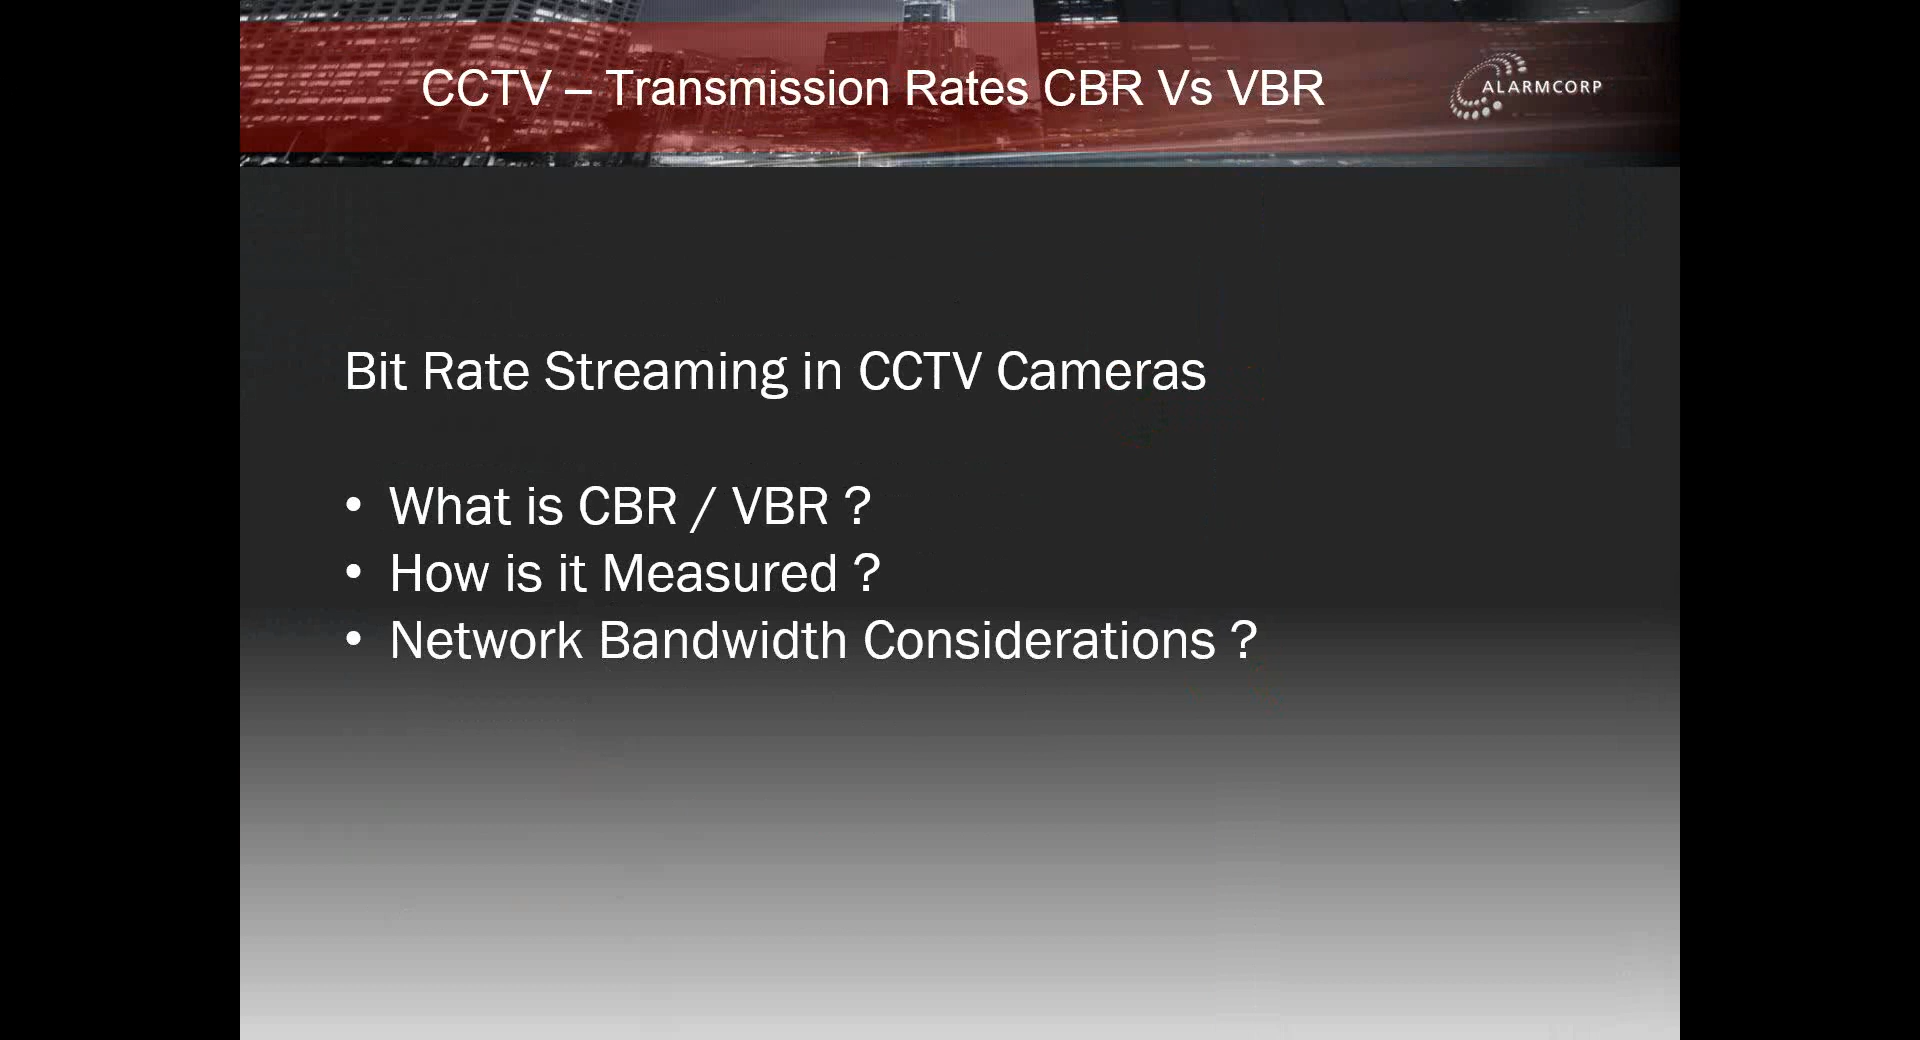 CCTV – Transmission Rates CBR Vs VBR
ALARMCORP
Bit Rate Streaming in CCTV Cameras
• What is CBR / VBR ?
• How is it Measured ?
• Network Bandwidth Considerations ?